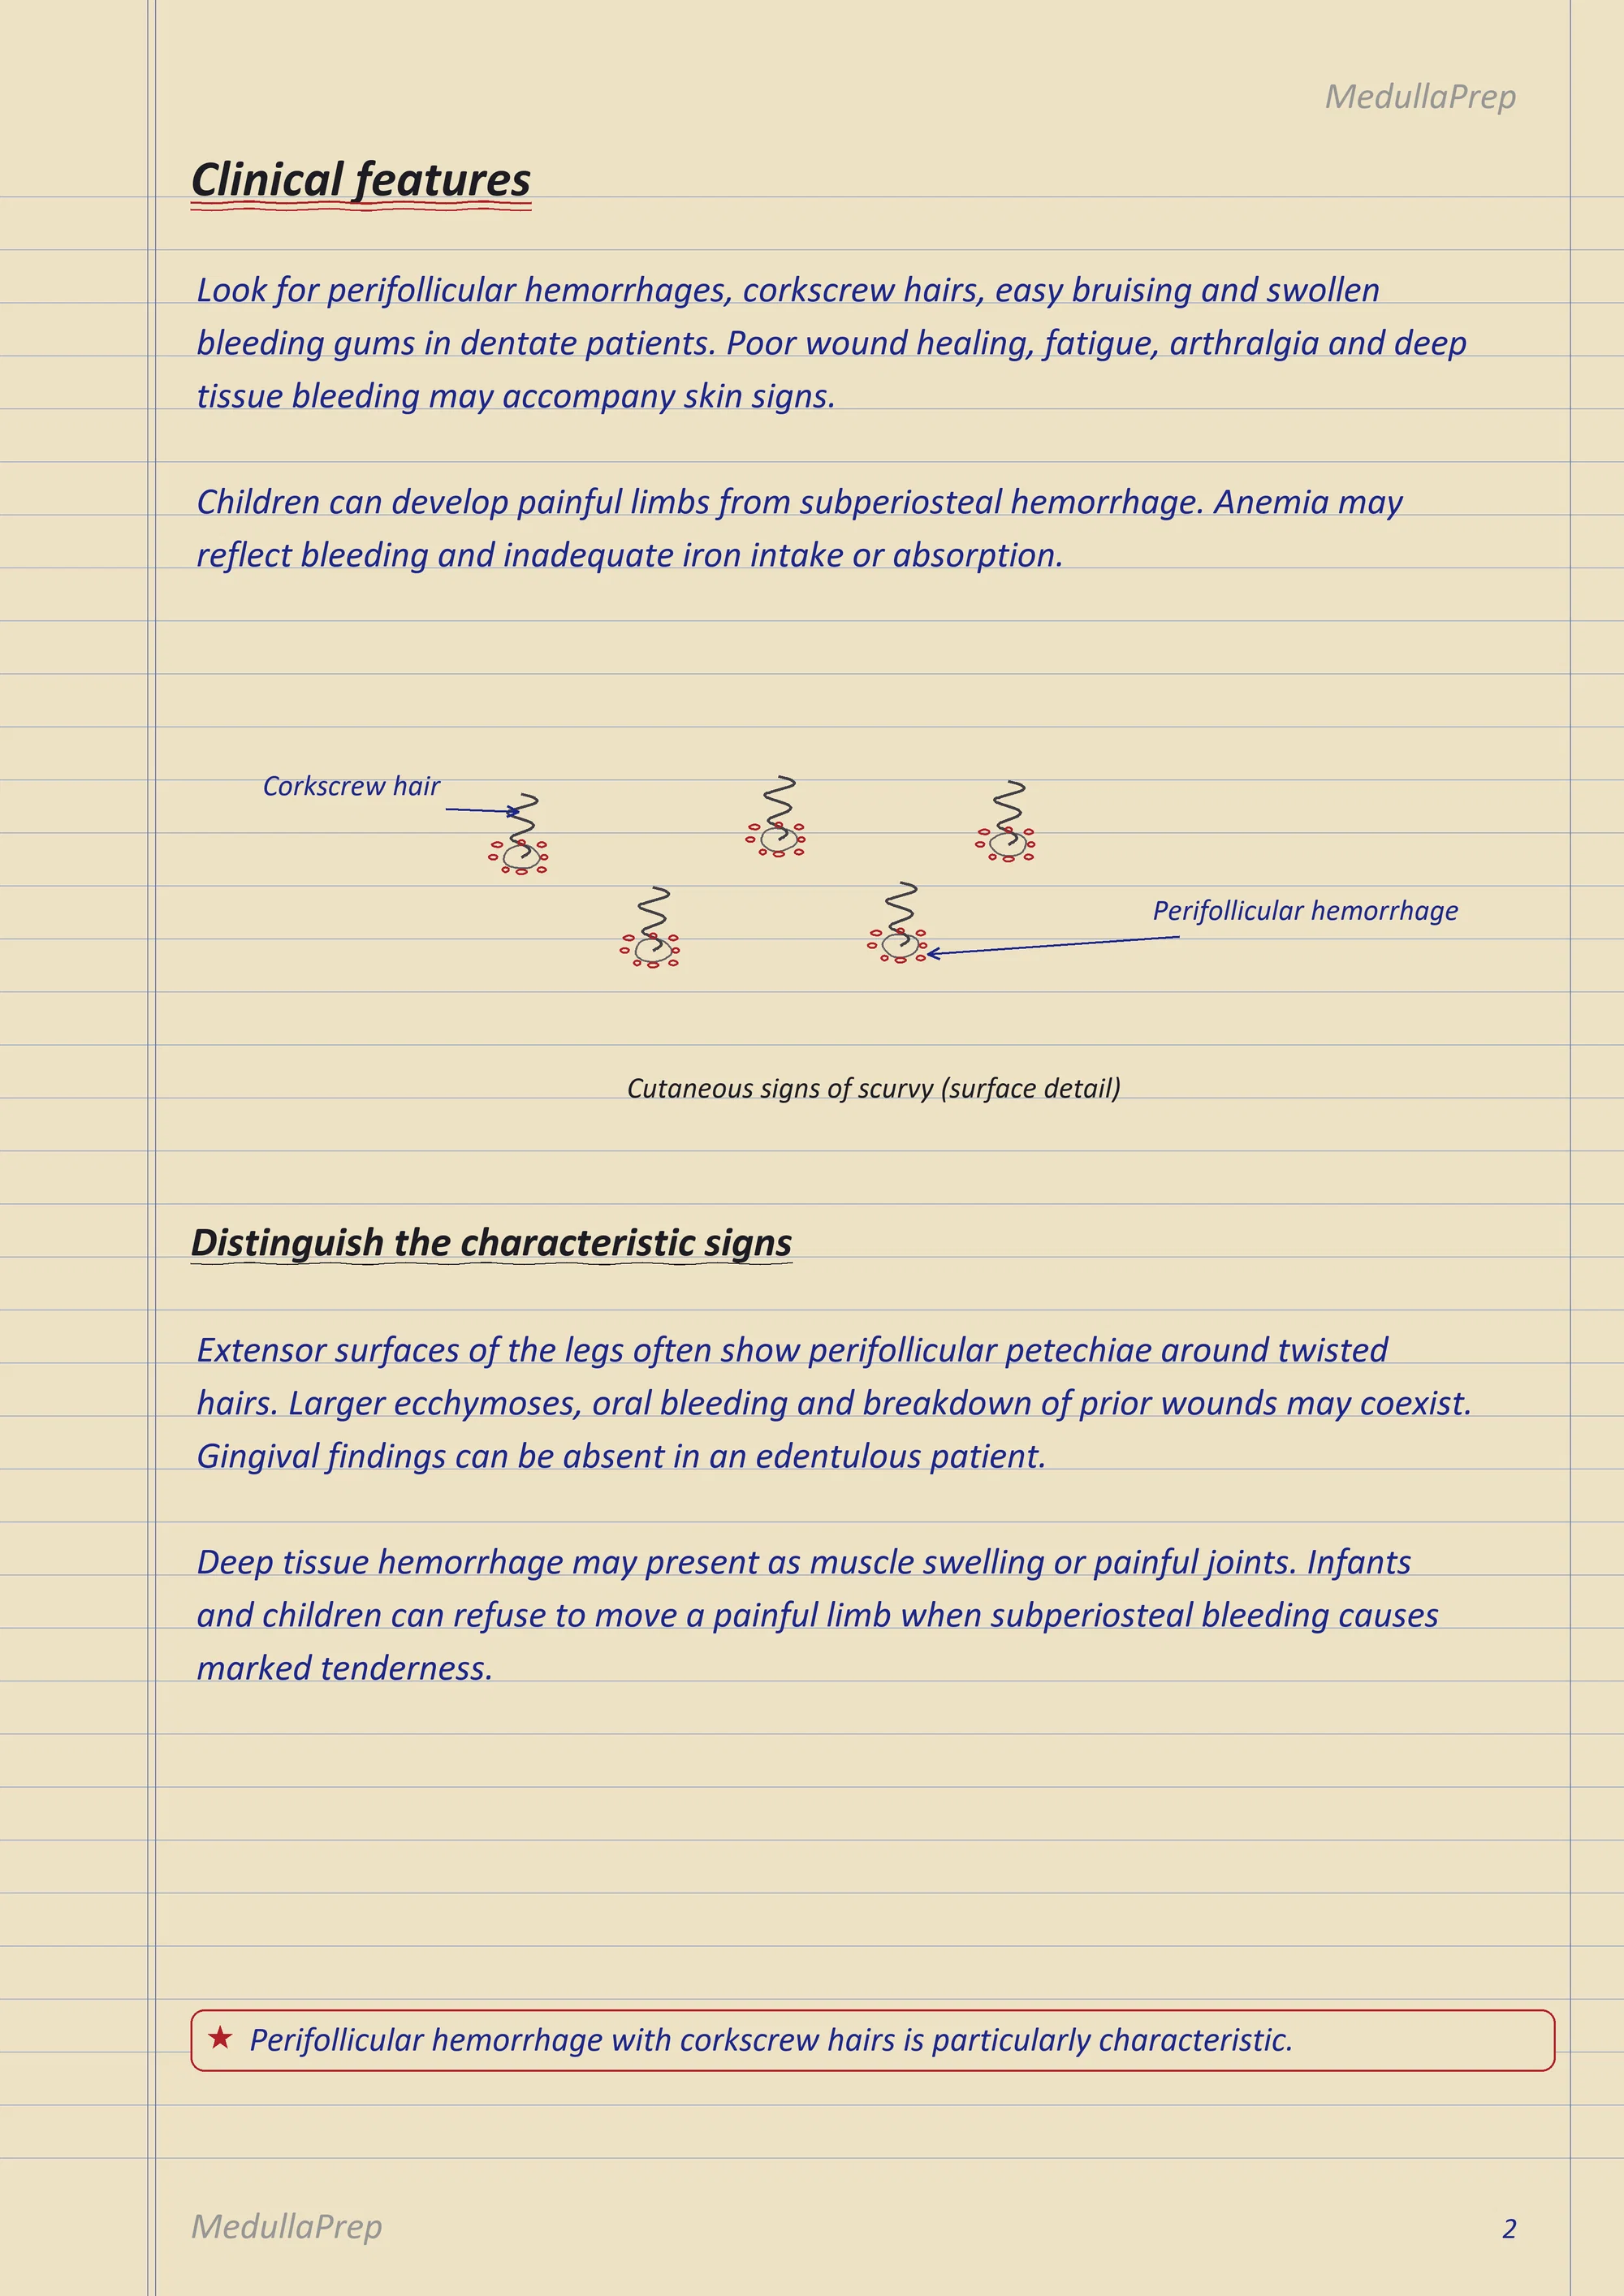 MedullaPrep
Clinical features
Look for perifollicular hemorrhages, corkscrew hairs, easy bruising and swollen
bleeding gums in dentate patients. Poor wound healing, fatigue, arthralgia and deep
tissue bleeding may accompany skin signs.
Children can develop painful limbs from subperiosteal hemorrhage. Anemia may
reflect bleeding and inadequate iron intake or absorption.
Corkscrew hair
Perifollicular hemorrhage
Cutaneous signs of scurvy (surface detail)
Distinguish the characteristic signs
Extensor surfaces of the legs often show perifollicular petechiae around twisted
hairs. Larger ecchymoses, oral bleeding and breakdown of prior wounds may coexist.
Gingival findings can be absent in an edentulous patient.
Deep tissue hemorrhage may present as muscle swelling or painful joints. Infants
and children can refuse to move a painful limb when subperiosteal bleeding causes
marked tenderness.
★ Perifollicular hemorrhage with corkscrew hairs is particularly characteristic.
MedullaPrep
2